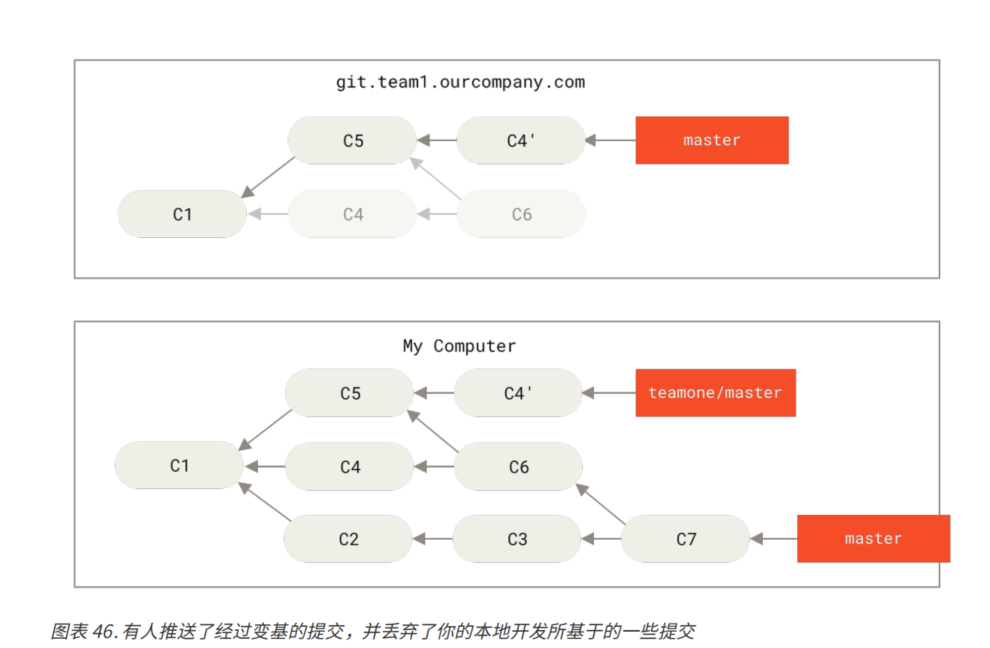 git.team1.ourcompany.com
C5
C4'
master
C1
C4
C6
My Computer
C5
C4'
teamone/master
C1
C4
C6
C2
C3
C7
master
图表 46. 有人推送了经过变基的提交，并丢弃了你的本地开发所基于的一些提交